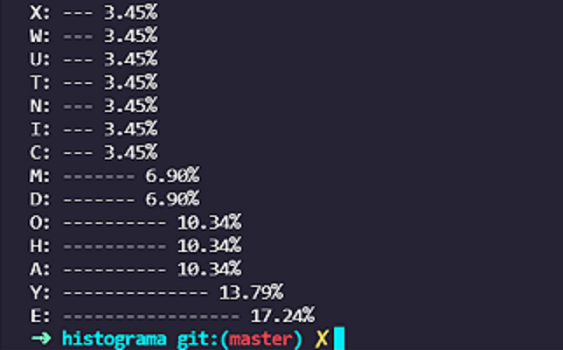 X: --- 3.45%
W: --- 3.45%
U: --- 3.45%
T: --- 3.45%
N: --- 3.45%
I: --- 3.45%
C: --- 3.45%
M: ------- 6.90%
D: ------- 6.90%
O: ---------- 10.34%
H: ---------- 10.34%
A: ---------- 10.34%
Y: -------------- 13.79%
E: ----------------- 17.24%
→ histograma git:(master) ✗